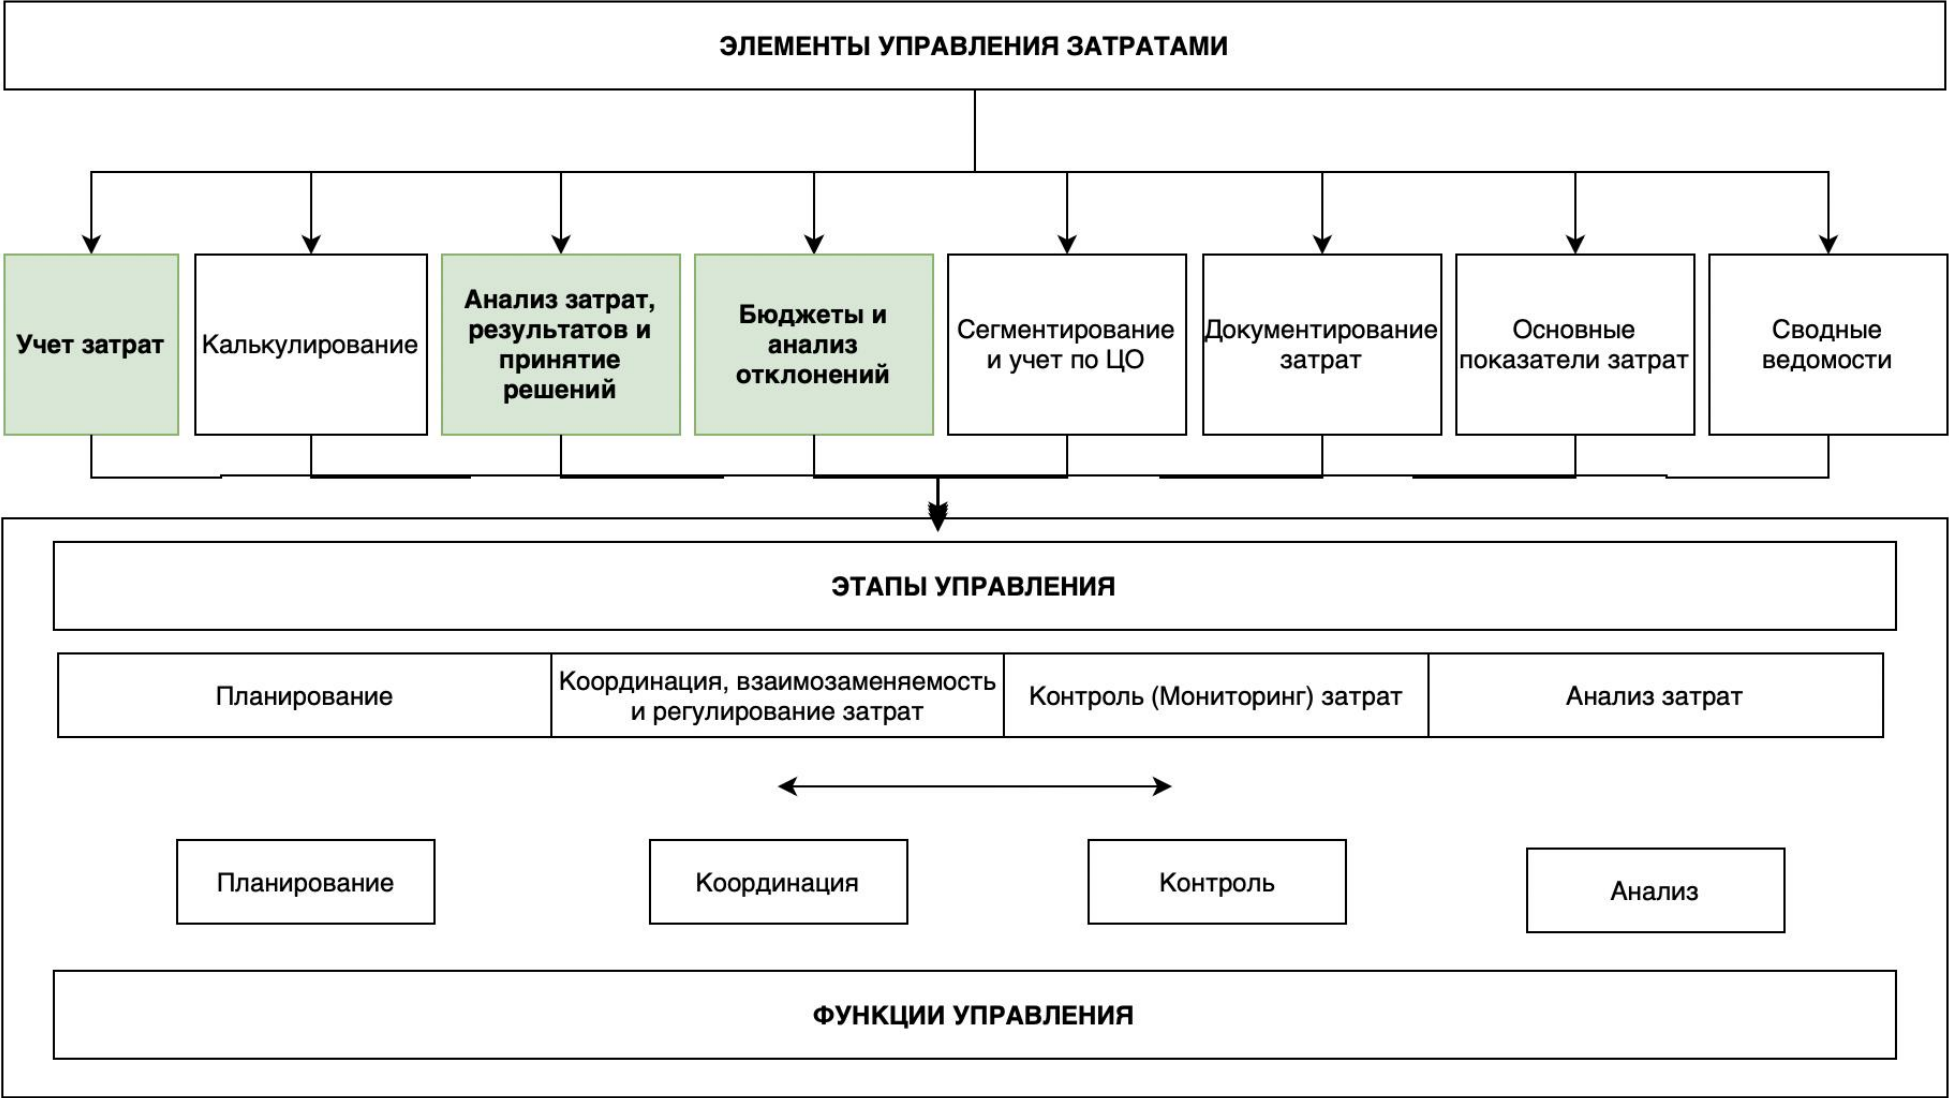 ЭЛЕМЕНТЫ УПРАВЛЕНИЯ ЗАТРАТАМИ
Учет затрат
Калькулирование
Анализ затрат,
результатов и
принятие
решений
Бюджеты и
анализ
отклонений
Сегментирование
и учет по ЦО
Документирование
затрат
Основные
показатели затрат
Сводные
ведомости
ЭТАПЫ УПРАВЛЕНИЯ
Планирование
Координация, взаимозаменяемость
и регулирование затрат
Контроль (Мониторинг) затрат
Анализ затрат
Планирование
Координация
Контроль
Анализ
ФУНКЦИИ УПРАВЛЕНИЯ